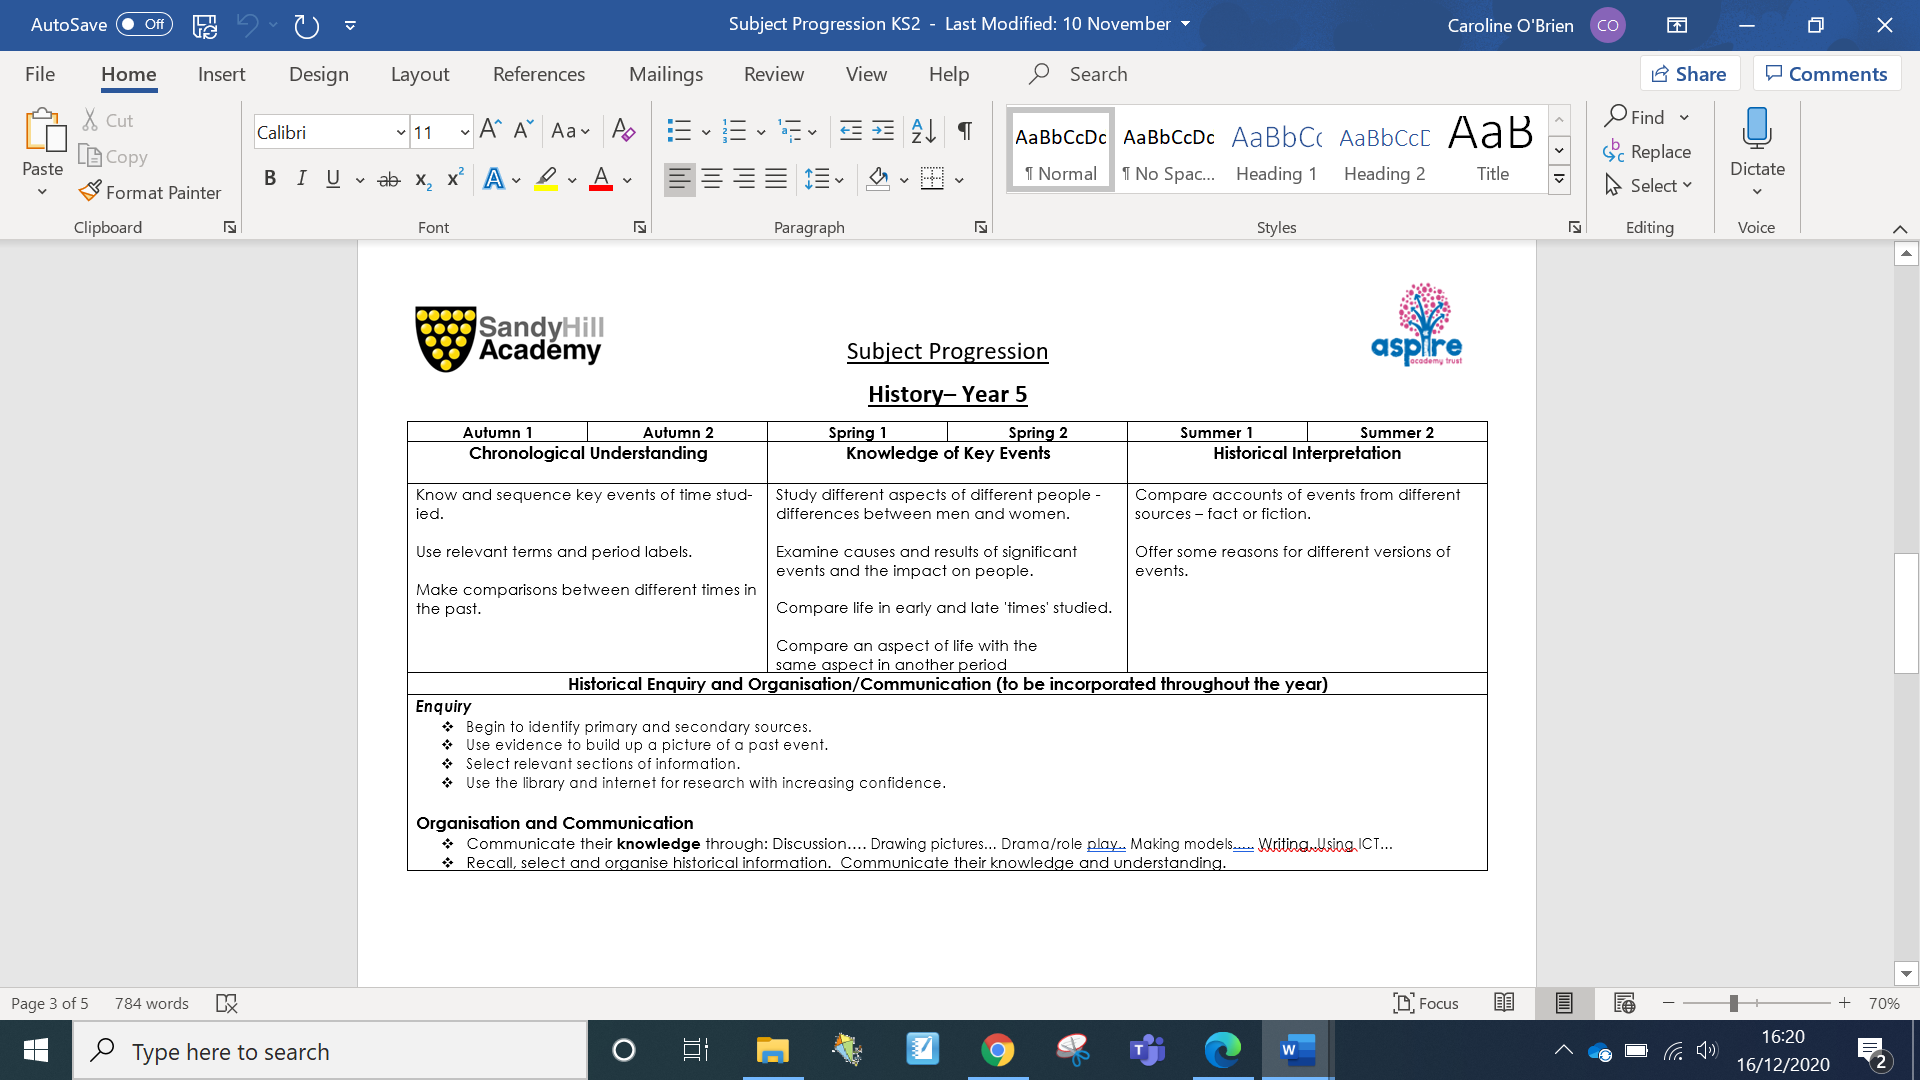 AutoSave Off
Subject Progression KS2 - Last Modified: 10 November
Caroline O'Brien CO
File Home Insert Design Layout References Mailings Review View Help Search
Share Comments
Paste Cut Copy Format Painter
Calibri 11
AaBbCcDc AaBbCcDc AaBbCc AaBbCcE AaB
¶ Normal ¶ No Spac... Heading 1 Heading 2 Title
Find
Replace
Select
Dictate
Clipboard Font Paragraph Styles Editing Voice
SandyHill
Academy
aspire
academy trust
Subject Progression
History– Year 5
Autumn 1 Autumn 2 Spring 1 Spring 2 Summer 1 Summer 2
Chronological Understanding Knowledge of Key Events Historical Interpretation
Know and sequence key events of time stud-
ied.
Use relevant terms and period labels.
Make comparisons between different times in
the past.
Study different aspects of different people -
differences between men and women.
Examine causes and results of significant
events and the impact on people.
Compare life in early and late 'times' studied.
Compare an aspect of life with the
same aspect in another period
Compare accounts of events from different
sources – fact or fiction.
Offer some reasons for different versions of
events.
Historical Enquiry and Organisation/Communication (to be incorporated throughout the year)
Enquiry
❖ Begin to identify primary and secondary sources.
❖ Use evidence to build up a picture of a past event.
❖ Select relevant sections of information.
❖ Use the library and internet for research with increasing confidence.
Organisation and Communication
❖ Communicate their knowledge through: Discussion.... Drawing pictures... Drama/role play.. Making models..... Writing..Using ICT...
❖ Recall, select and organise historical information. Communicate their knowledge and understanding.
Page 3 of 5 784 words
Focus
70%
Type here to search
16:20
16/12/2020
2